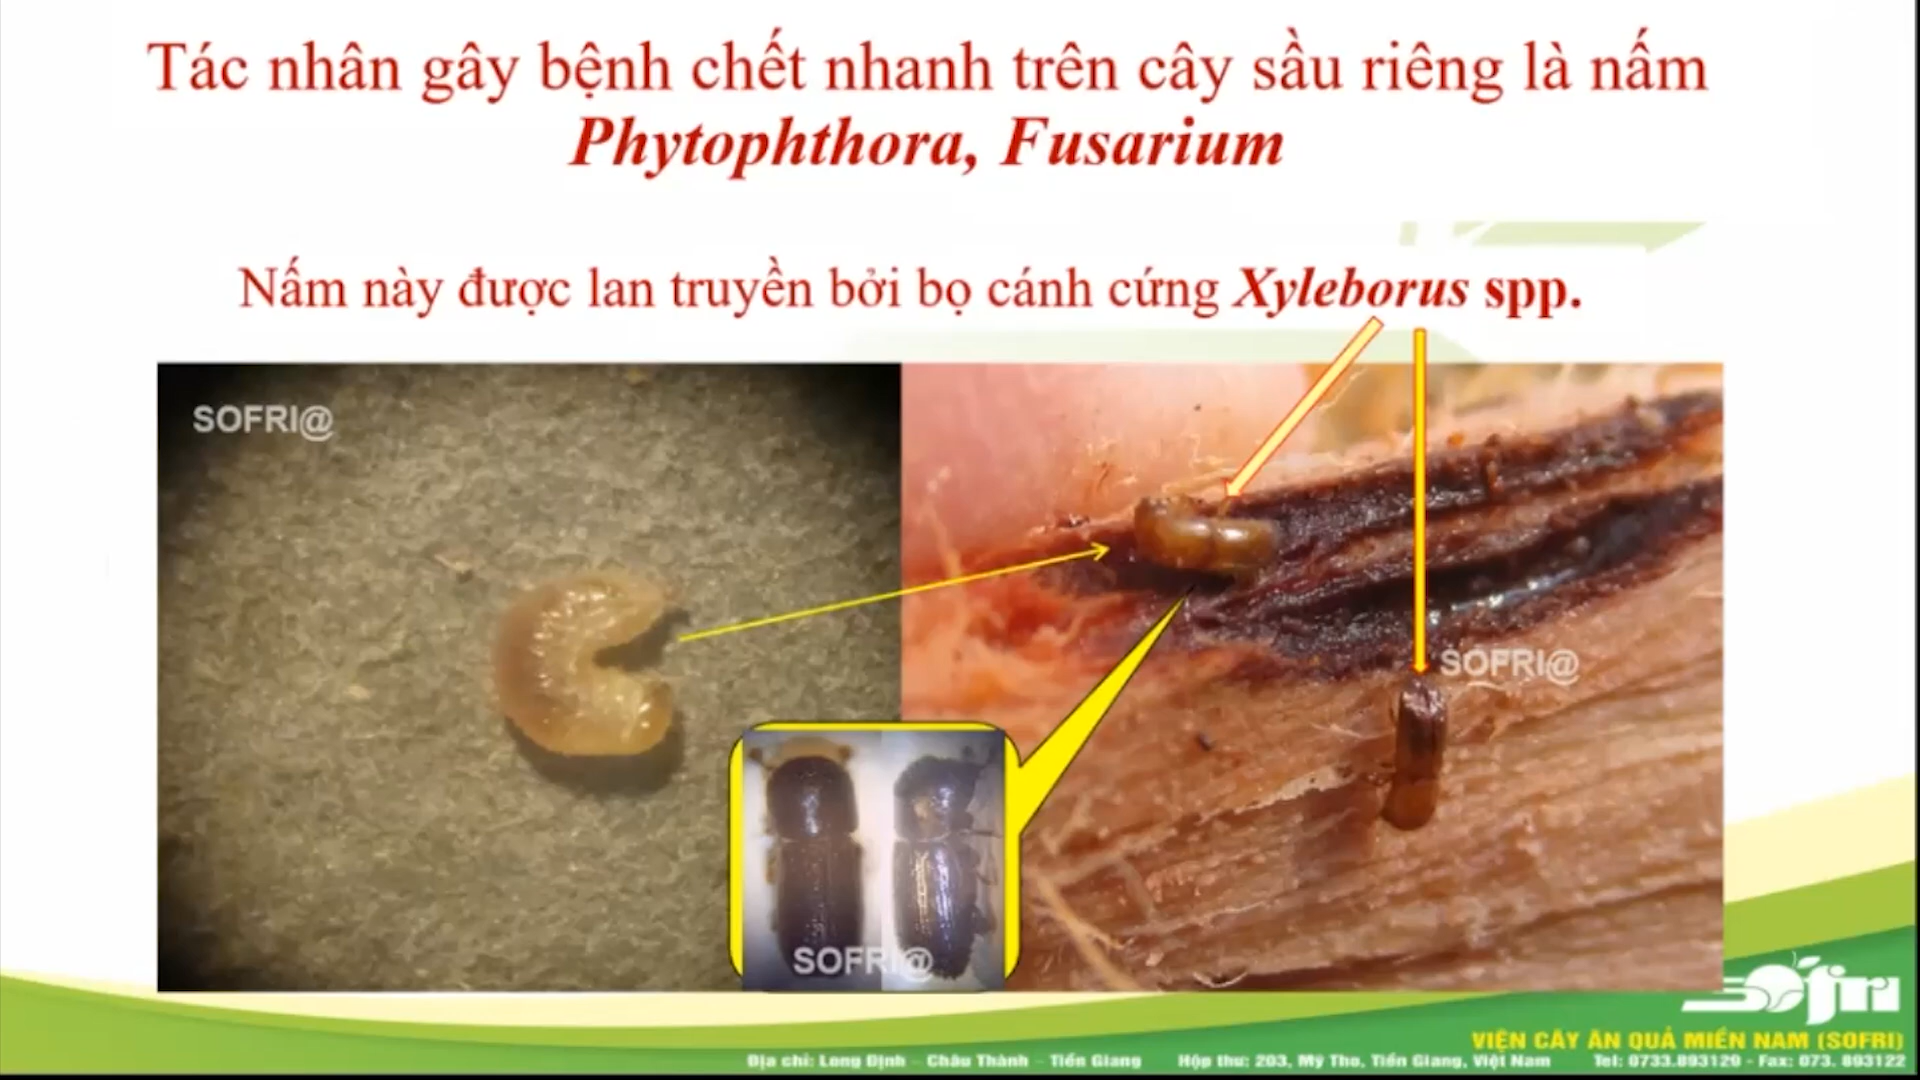 Tác nhân gây bệnh chết nhanh trên cây sầu riêng là nấm
Phytophthora, Fusarium
Nấm này được lan truyền bởi bọ cánh cứng Xyleborus spp.
SOFRI@
SOFRI@
SOFRI@
sofri
VIỆN CÂY ĂN QUẢ MIỀN NAM (SOFRI)
Địa chỉ: Long Định - Châu Thành - Tiền Giang Hộp thư: 203, Mỹ Tho, Tiền Giang, Việt Nam Tel: 0733.893129 - Fax: 073. 893122